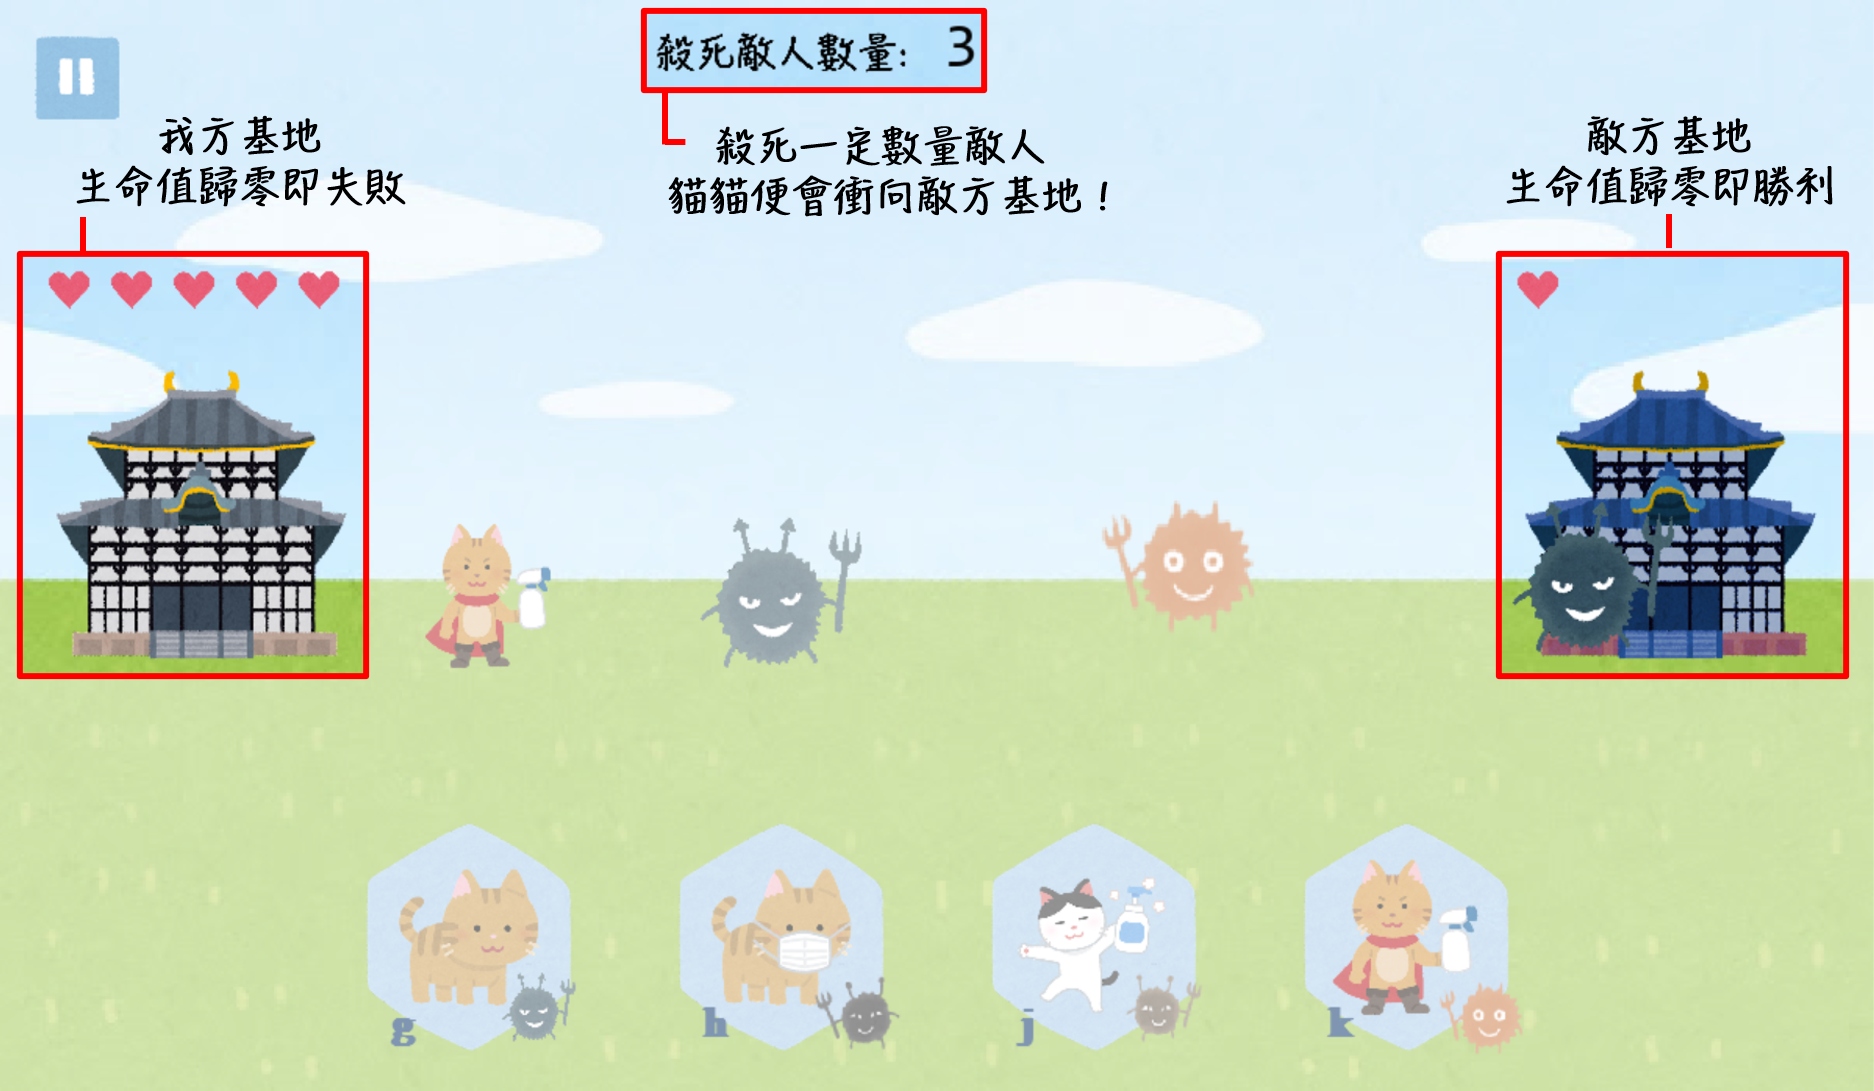 殺死敵人數量: 3
殺死一定數量敵人
貓貓便會衝向敵方基地！
我方基地
生命值歸零即失敗
敵方基地
生命值歸零即勝利
g
h
j
k